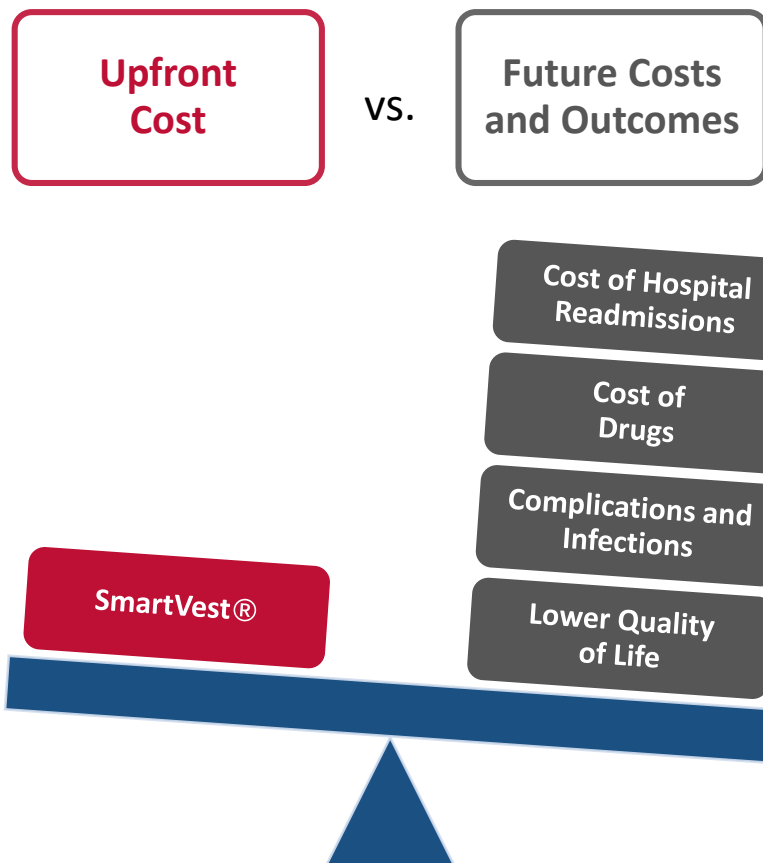 Upfront
Cost
vs.
Future Costs
and Outcomes
Cost of Hospital
Readmissions
Cost of
Drugs
Complications and
Infections
Lower Quality
of Life
SmartVest®